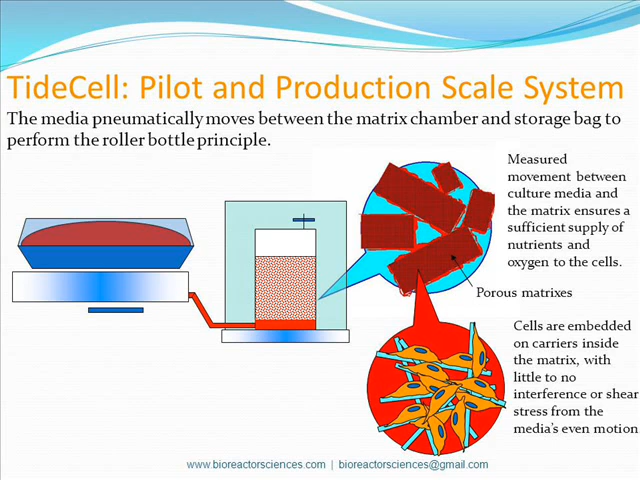 TideCell: Pilot and Production Scale System
The media pneumatically moves between the matrix chamber and storage bag to
perform the roller bottle principle.
Measured
movement between
culture media and
the matrix ensures a
sufficient supply of
nutrients and
oxygen to the cells.
Porous matrixes
Cells are embedded
on carriers inside
the matrix, with
little to no
interference or shear
stress from the
media's even motion
www.bioreactorsciences.com | bioreactorsciences@gmail.com